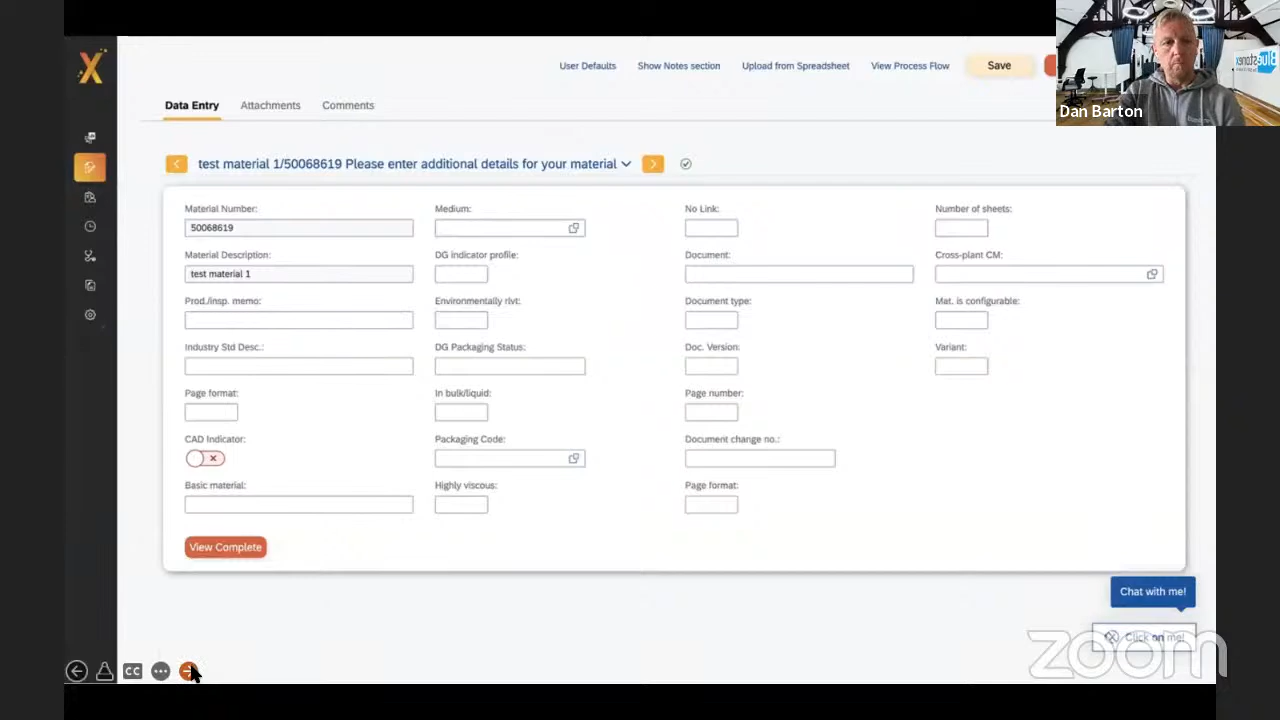 User Defaults Show Notes section Upload from Spreadsheet View Process Flow Save
Dan Barton
Data Entry Attachments Comments
test material 1/50068619 Please enter additional details for your material
Material Number: Medium: No Link: Number of sheets:
50068619
Material Description: DG indicator profile: Document: Cross-plant CM:
test material 1
Prod./insp. memo: Environmentally rlvt: Document type: Mat. is configurable:
Industry Std Desc.: DG Packaging Status: Doc. Version: Variant:
Page format: In bulk/liquid: Page number:
CAD Indicator: Packaging Code: Document change no.:
Basic material: Highly viscous: Page format:
View Complete
Chat with me!
Click on me!
zoom
CC